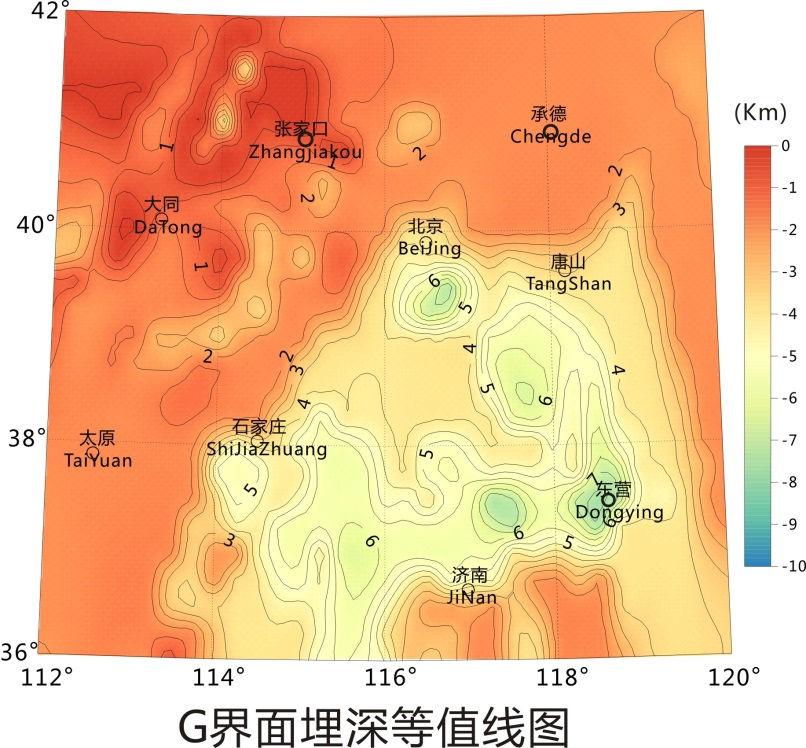 42°
(Km)
承德
Chengde
0
张家口
Zhangjiakou
1
2
1
-1
2
2
大同
3
-2
40°
DaTong
北京
BeiJing
-3
1
唐山
6
TangShan
5
-4
2
2
4
3
4
-5
5
6
4
-6
石家庄
38°
太原
ShiJiaZhuang
5
-7
TaiYuan
7
东营
5
-8
Dongying
6
3
6
6
5
-9
济南
JiNan
-10
36°
112°
114°
116°
118°
120°
G界面埋深等值线图